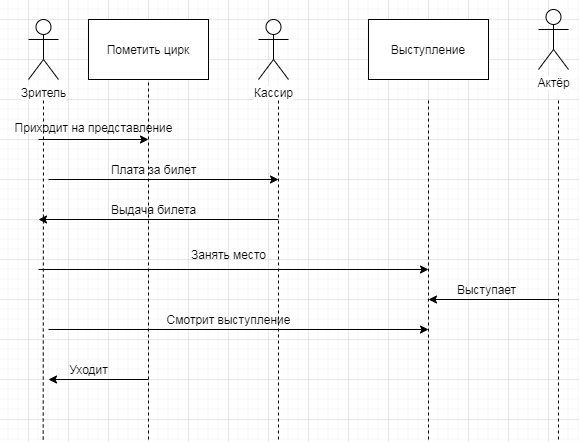 Пометить цирк
Выступление
Зритель
Кассир
Актёр
Приходит на представление
Плата за билет
Выдача билета
Занять место
Выступает
Смотрит выступление
Уходит